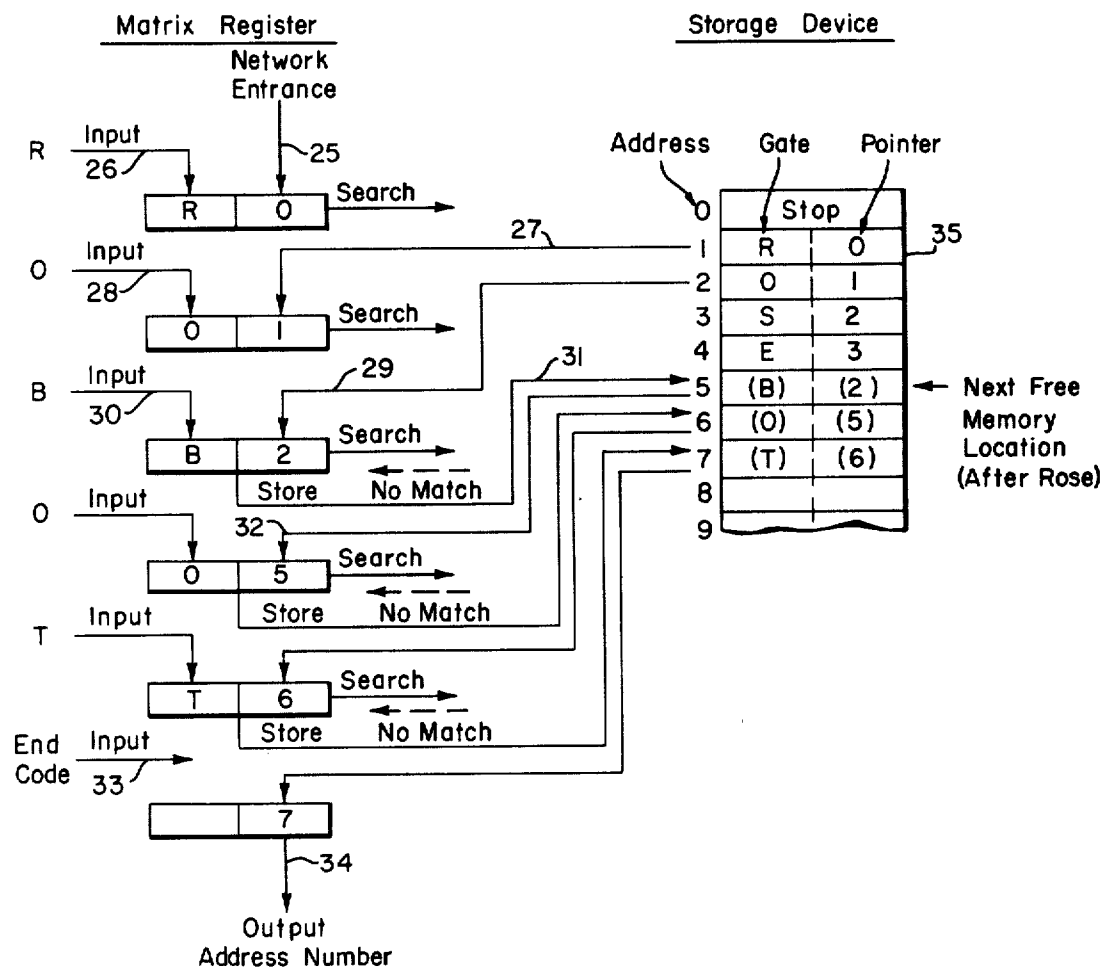 Matrix Register
Storage Device
Network
Entrance
Input
R
26
25
R 0
Search
Address
Gate
Pointer
0 Stop
1 R 0
2 O 1
3 S 2
4 E 3
5 (B) (2)
6 (O) (5)
7 (T) (6)
8
9
35
Next Free
Memory
Location
(After Rose)
27
Input
O
28
O 1
Search
29
31
Input
B
30
B 2
Search
Store
No Match
Input
O
32
O 5
Search
Store
No Match
Input
T
T 6
Search
Store
No Match
End
Code
Input
33
7
34
Output
Address Number